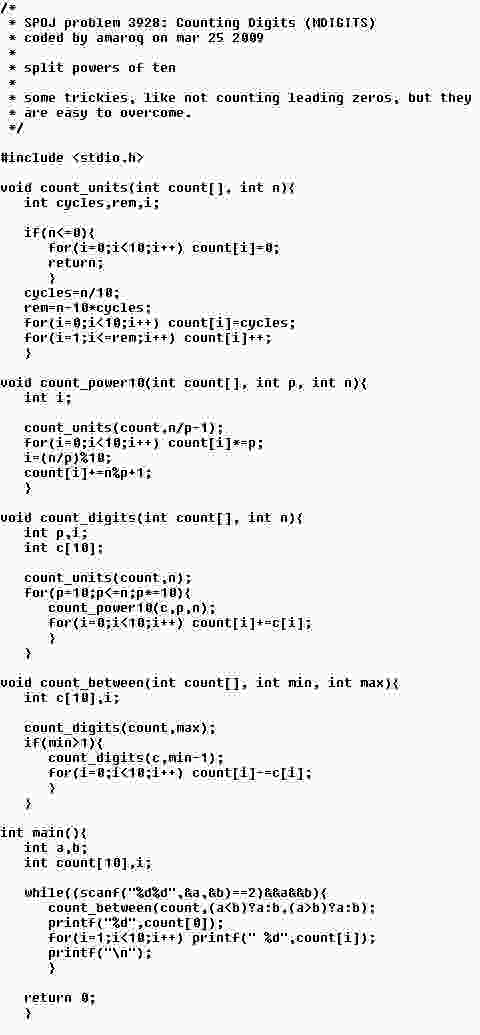 /*
 * SPOJ problem 3928: Counting Digits (MDIGITS)
 * coded by amaroq on mar 25 2009
 *
 * split powers of ten
 *
 * some trickies, like not counting leading zeros, but they
 * are easy to overcome.
 */

#include <stdio.h>

void count_units(int count[], int n){
   int cycles,rem,i;

   if(n<=0){
      for(i=0;i<10;i++) count[i]=0;
      return;
      }
   cycles=n/10;
   rem=n-10*cycles;
   for(i=0;i<10;i++) count[i]=cycles;
   for(i=1;i<=rem;i++) count[i]++;
   }

void count_power10(int count[], int p, int n){
   int i;

   count_units(count,n/p-1);
   for(i=0;i<10;i++) count[i]*=p;
   i=(n/p)%10;
   count[i]+=n%p+1;
   }

void count_digits(int count[], int n){
   int p,i;
   int c[10];

   count_units(count,n);
   for(p=10;p<=n;p*=10){
      count_power10(c,p,n);
      for(i=0;i<10;i++) count[i]+=c[i];
      }
   }

void count_between(int count[], int min, int max){
   int c[10],i;

   count_digits(count,max);
   if(min>1){
      count_digits(c,min-1);
      for(i=0;i<10;i++) count[i]-=c[i];
      }
   }

int main(){
   int a,b;
   int count[10],i;

   while((scanf("%d%d",&a,&b)==2)&&a&&b){
      count_between(count,(a<b)?a:b,(a>b)?a:b);
      printf("%d",count[0]);
      for(i=1;i<10;i++) printf(" %d",count[i]);
      printf("\n");
      }

   return 0;
   }